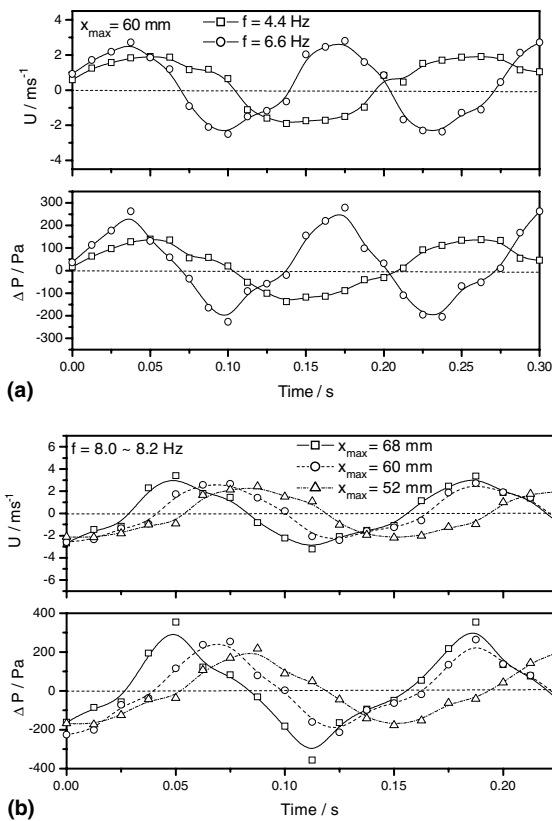 x_max = 60 mm
f = 4.4 Hz
f = 6.6 Hz
U / ms⁻¹
4
2
0
-2
-4
Δ P / Pa
300
200
100
0
-100
-200
-300
0.00 0.05 0.10 0.15 0.20 0.25 0.30
Time / s
(a)
f = 8.0 ~ 8.2 Hz
x_max = 68 mm
x_max = 60 mm
x_max = 52 mm
U / ms⁻¹
6
4
2
0
-2
-4
-6
Δ P / Pa
400
200
0
-200
-400
0.00 0.05 0.10 0.15 0.20
Time / s
(b)